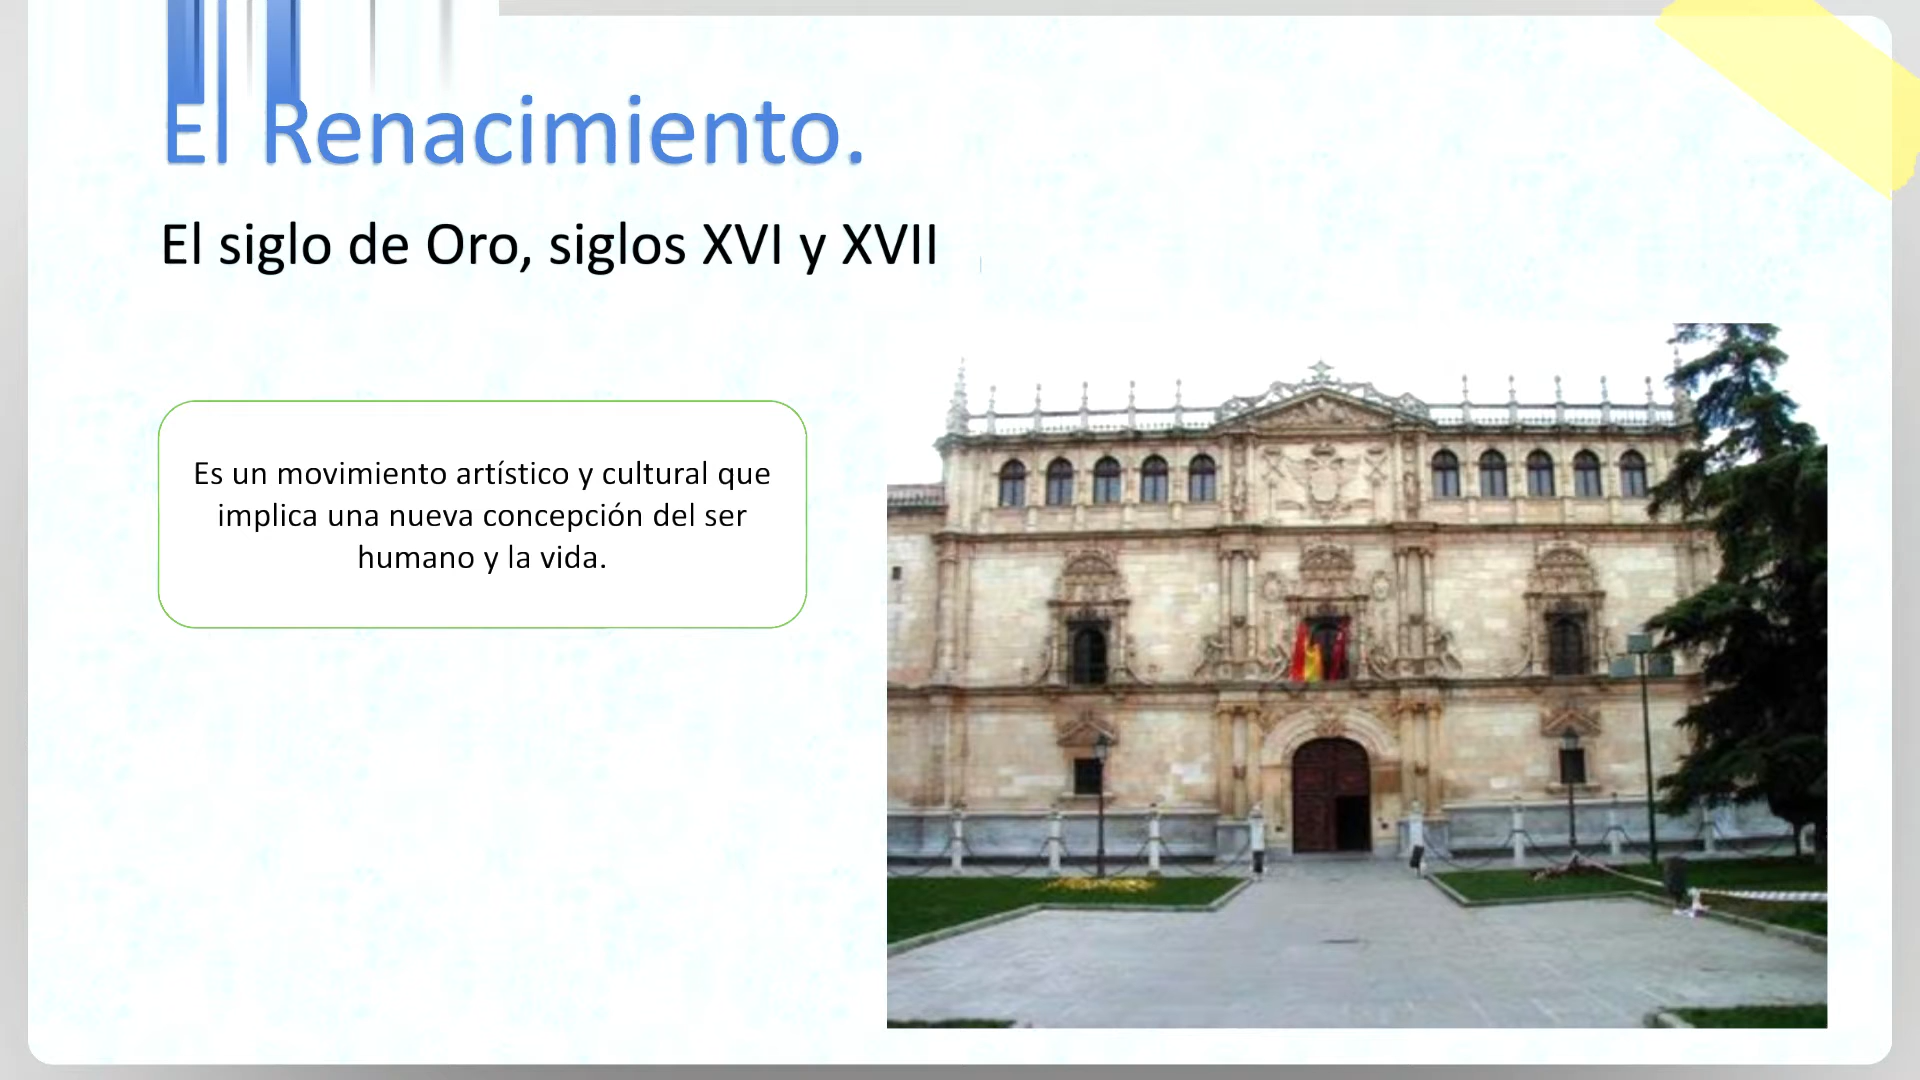 El Renacimiento.
El siglo de Oro, siglos XVI y XVII
Es un movimiento artístico y cultural que
implica una nueva concepción del ser
humano y la vida.